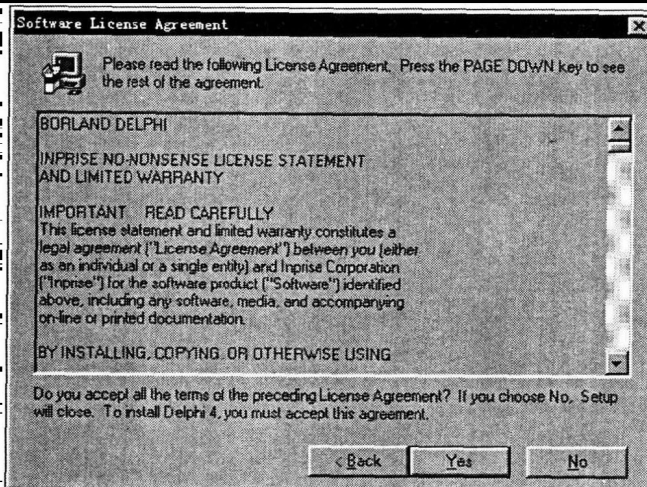 Software License Agreement
Please read the following License Agreement. Press the PAGE DOWN key to see
the rest of the agreement.
BORLAND DELPHI
INPRISE NO-NONSENSE LICENSE STATEMENT
AND LIMITED WARRANTY
IMPORTANT READ CAREFULLY
This license statement and limited warranty constitutes a
legal agreement ("License Agreement") between you (either
as an individual or a single entity) and Inprise Corporation
("Inprise") for the software product ("Software") identified
above, including any software, media, and accompanying
on-line or printed documentation.
BY INSTALLING, COPYING, OR OTHERWISE USING
Do you accept all the terms of the preceding License Agreement? If you choose No, Setup
will close. To install Delphi 4, you must accept this agreement.
< Back Yes No